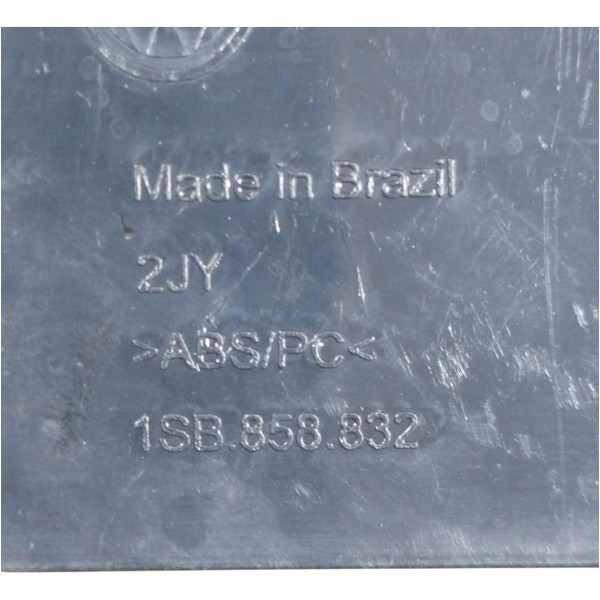 Made in Brazil
2JY
>ABS/PC<
1SB.858.832